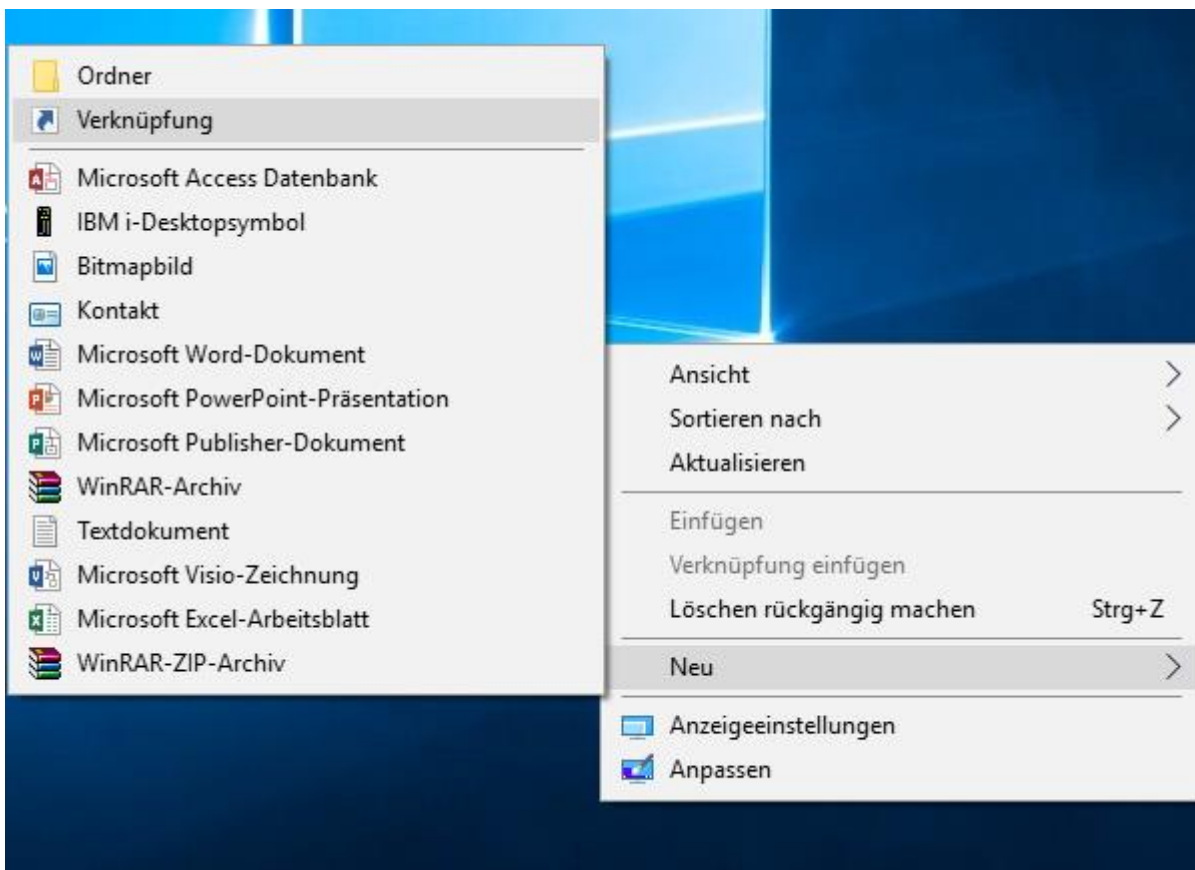 Ordner
Verknüpfung
Microsoft Access Datenbank
IBM i-Desktopsymbol
Bitmapbild
Kontakt
Microsoft Word-Dokument
Microsoft PowerPoint-Präsentation
Microsoft Publisher-Dokument
WinRAR-Archiv
Textdokument
Microsoft Visio-Zeichnung
Microsoft Excel-Arbeitsblatt
WinRAR-ZIP-Archiv
Ansicht
Sortieren nach
Aktualisieren
Einfügen
Verknüpfung einfügen
Löschen rückgängig machen Strg+Z
Neu
Anzeigeeinstellungen
Anpassen